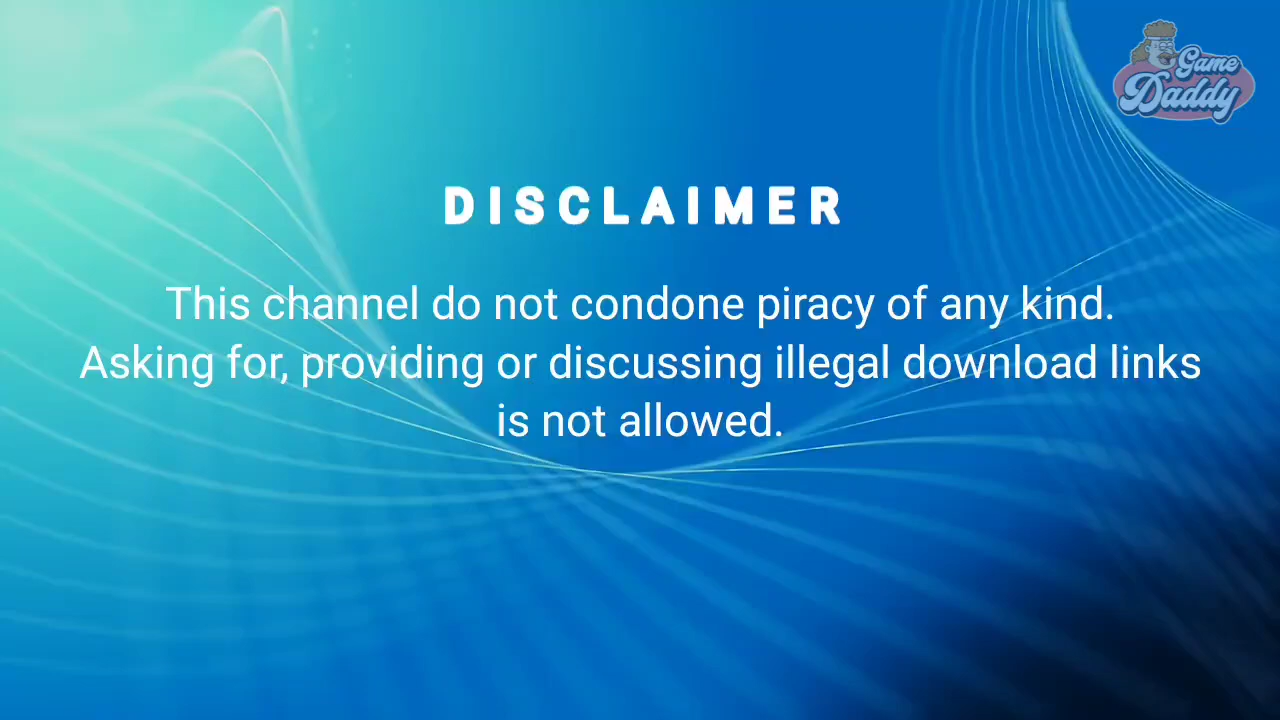 Game
Daddy
DISCLAIMER
This channel do not condone piracy of any kind.
Asking for, providing or discussing illegal download links
is not allowed.